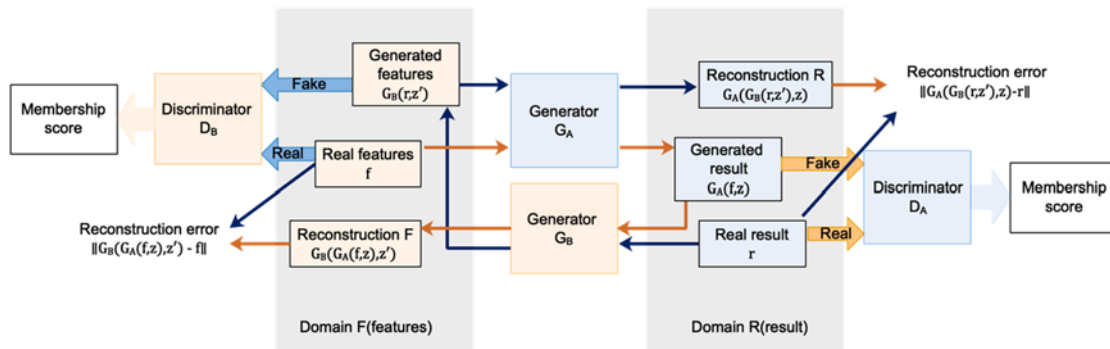 Generated
features
G_B(r,z′)
Fake
Membership
score
Discriminator
D_B
Real
Real features
f
Generator
G_A
Reconstruction R
G_A(G_B(r,z′),z)
Reconstruction error
‖G_A(G_B(r,z′),z)-r‖
Generated
result
G_A(f,z)
Fake
Discriminator
D_A
Membership
score
Reconstruction error
‖G_B(G_A(f,z),z′) - f‖
Reconstruction F
G_B(G_A(f,z),z′)
Generator
G_B
Real result
r
Real
Domain F(features)
Domain R(result)